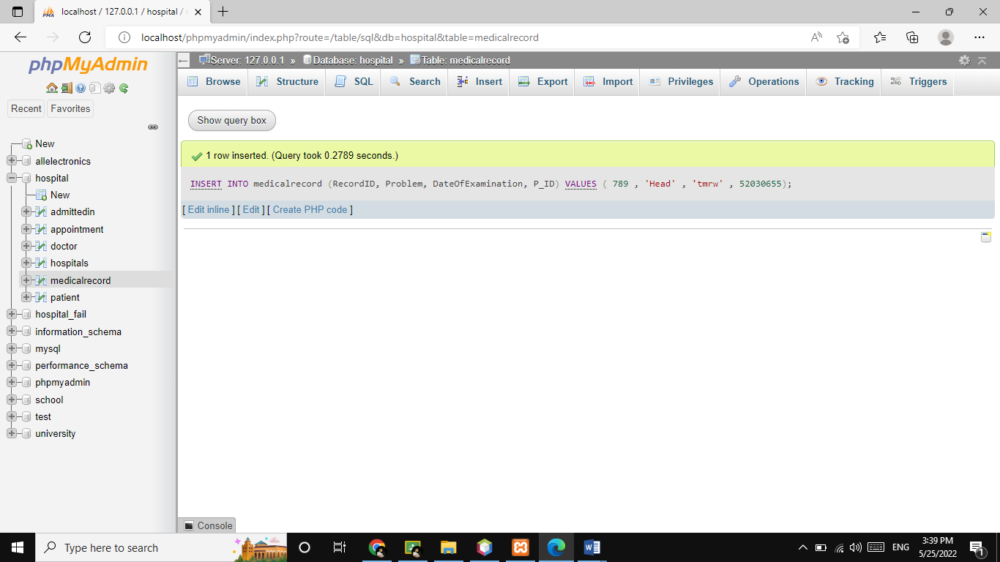 localhost / 127.0.0.1 / hospital /
localhost/phpmyadmin/index.php?route=/table/sql&db=hospital&table=medicalrecord
phpMyAdmin
Recent Favorites
New
allelectronics
hospital
New
admittedin
appointment
doctor
hospitals
medicalrecord
patient
hospital_fail
information_schema
mysql
performance_schema
phpmyadmin
school
test
university
Server: 127.0.0.1 » Database: hospital » Table: medicalrecord
Browse Structure SQL Search Insert Export Import Privileges Operations Tracking Triggers
Show query box
1 row inserted. (Query took 0.2789 seconds.)
INSERT INTO medicalrecord (RecordID, Problem, DateOfExamination, P_ID) VALUES ( 789 , 'Head' , 'tmrw' , 52030655);
[ Edit inline ] [ Edit ] [ Create PHP code ]
Console
Type here to search
ENG
3:39 PM
5/25/2022
1